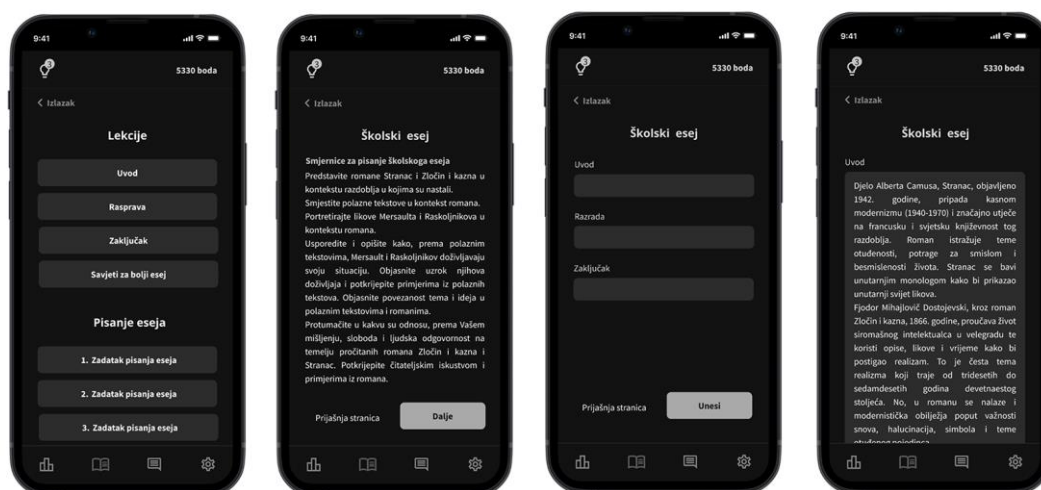 9:41
3
5330 boda
Izlazak
Lekcije
Uvod
Rasprava
Zaključak
Savjeti za bolji esej
Pisanje eseja
1. Zadatak pisanja eseja
2. Zadatak pisanja eseja
3. Zadatak pisanja eseja
9:41
3
5330 boda
Izlazak
Školski esej
Smjernice za pisanje školskoga eseja
Predstavite romane Stranac i Zločin i kazna u
kontekstu razdoblja u kojima su nastali.
Smjestite polazne tekstove u kontekst romana.
Portretirajte likove Mersaulta i Raskoljnikova u
kontekstu romana.
Usporedite i opišite kako, prema polaznim
tekstovima, Mersault i Raskoljnikov doživljavaju
svoju situaciju. Objasnite uzrok njihova
doživljaja i potkrijepite primjerima iz polaznih
tekstova. Objasnite povezanost tema i ideja u
polaznim tekstovima i romanima.
Protumačite u kakvu su odnosu, prema Vašem
mišljenju, sloboda i ljudska odgovornost na
temelju pročitanih romana Zločin i kazna i
Stranac. Potkrijepite čitateljskim iskustvom i
primjerima iz romana.
Prijašnja stranica
Dalje
9:41
3
5330 boda
Izlazak
Školski esej
Uvod
Razrada
Zaključak
Prijašnja stranica
Unesi
9:41
3
5330 boda
Izlazak
Školski esej
Uvod
Djelo Alberta Camusa, Stranac, objavljeno
1942. godine, pripada kasnom
modernizmu (1940-1970) i značajno utječe
na francusku i svjetsku književnost tog
razdoblja. Roman istražuje teme
otuđenosti, potrage za smislom i
besmislenosti života. Stranac se bavi
unutarnjim monologom kako bi prikazao
unutarnji svijet likova.
Fjodor Mihajlovič Dostojevski, kroz roman
Zločin i kazna, 1866. godine, proučava život
siromašnog intelektualca u velegradu te
koristi opise, likove i vrijeme kako bi
postigao realizam. To je česta tema
realizma koji traje od tridesetih do
sedamdesetih godina devetnaestog
stoljeća. No, u romanu se nalaze i
modernistička obilježja poput važnosti
snova, halucinacija, simbola i teme
otuđenog pojedinca